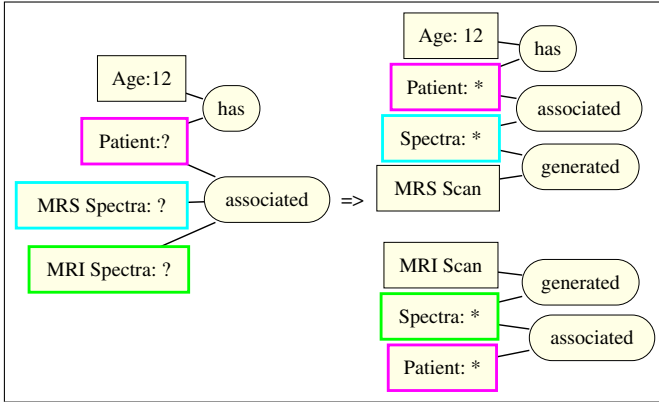 Age:12
has
Patient:?
MRS Spectra: ?
associated
MRI Spectra: ?
=>
Age: 12
has
Patient: *
associated
Spectra: *
generated
MRS Scan
MRI Scan
generated
Spectra: *
associated
Patient: *